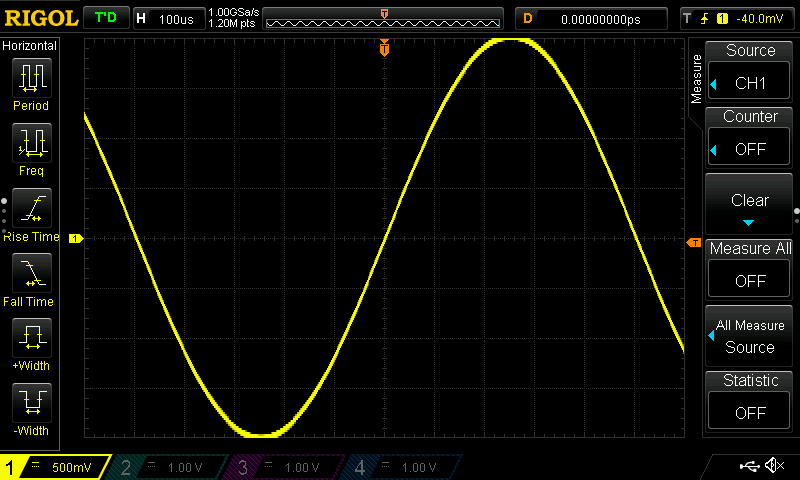 RIGOL T'D H 100us 1.00GSa/s
1.20M pts T D 0.00000000ps T 1 -40.0mV
Horizontal
Period
Freq
Rise Time
Fall Time
+Width
-Width
T
1
T
Measure
Source
CH1
Counter
OFF
Clear
Measure All
OFF
All Measure
Source
Statistic
OFF
1 500mV 2 1.00 V 3 1.00 V 4 1.00 V